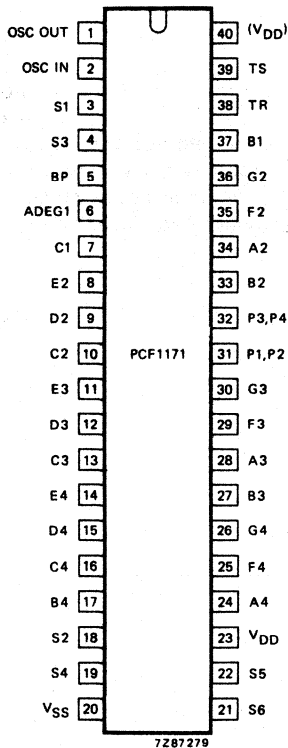 OSC OUT 1 40 (VDD)
OSC IN 2 39 TS
S1 3 38 TR
S3 4 37 B1
BP 5 36 G2
ADEG1 6 35 F2
C1 7 34 A2
E2 8 33 B2
D2 9 32 P3,P4
C2 10 PCF1171 31 P1,P2
E3 11 30 G3
D3 12 29 F3
C3 13 28 A3
E4 14 27 B3
D4 15 26 G4
C4 16 25 F4
B4 17 24 A4
S2 18 23 VDD
S4 19 22 S5
VSS 20 21 S6
7Z87279